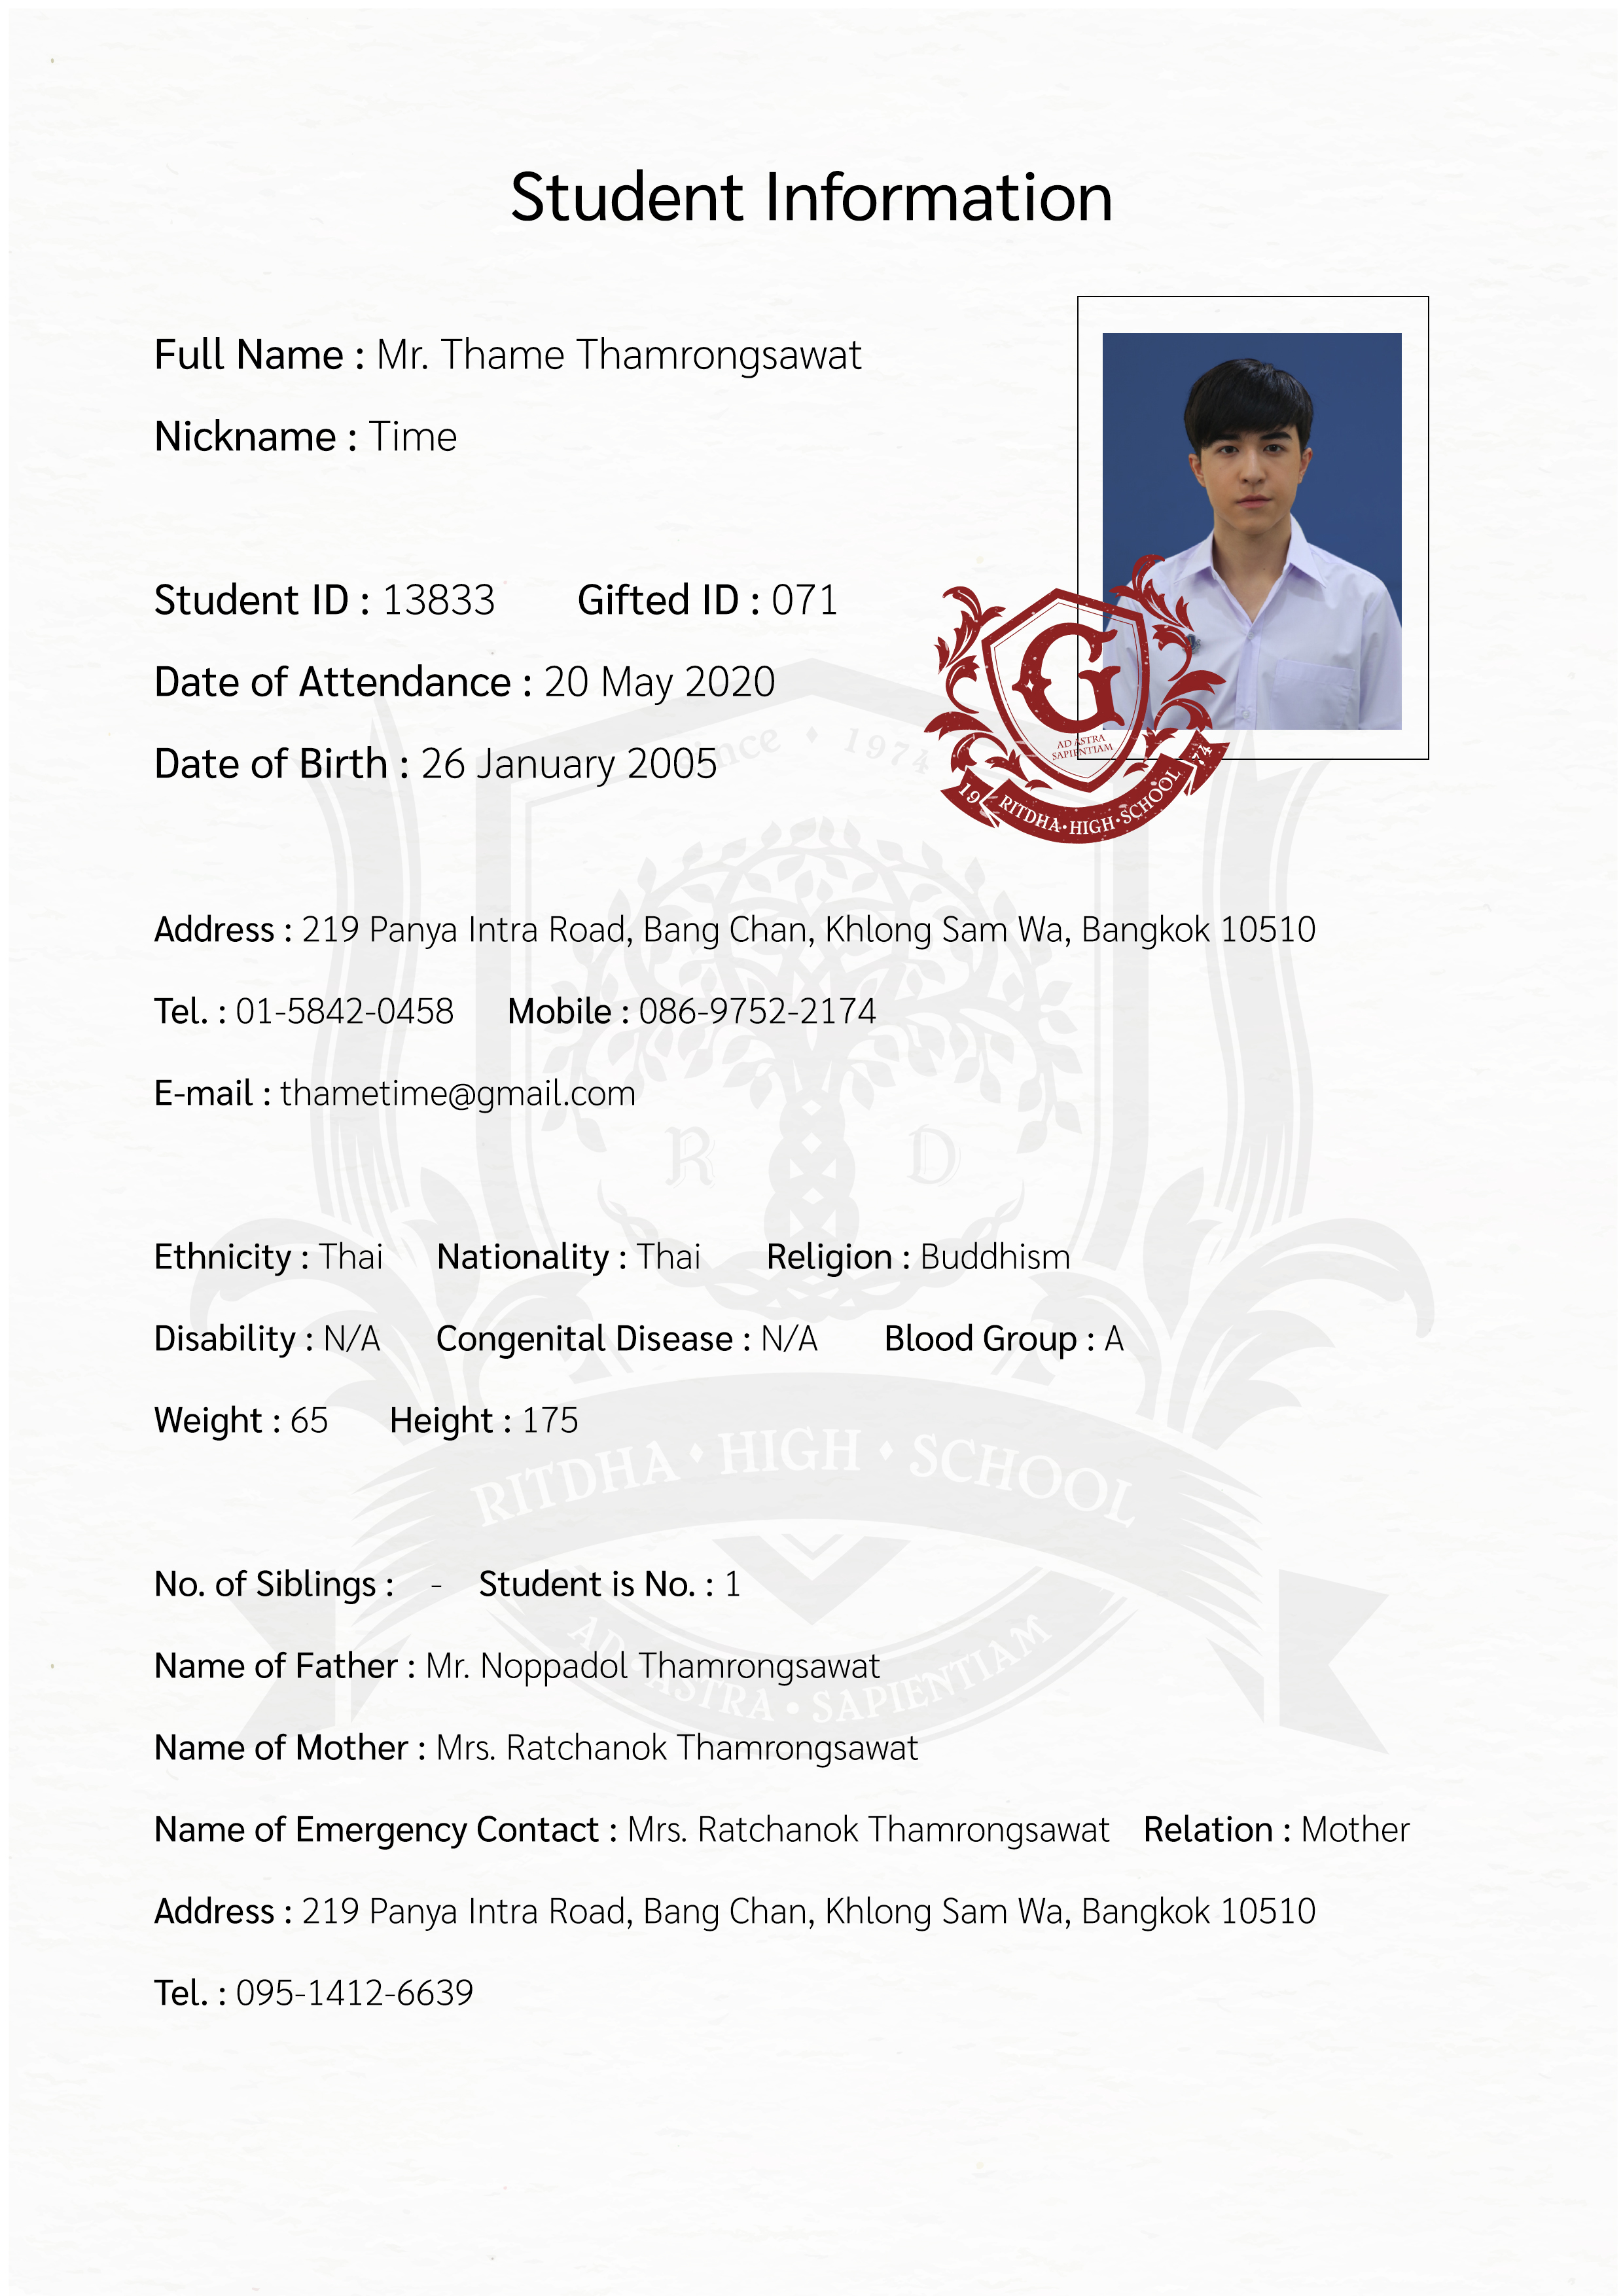 Student Information
Full Name : Mr. Thame Thamrongsawat
Nickname : Time
Student ID : 13833 Gifted ID : 071
Date of Attendance : 20 May 2020
Date of Birth : 26 January 2005
G
AD ASTRA
SAPIENTIAM
19 RITDHA • HIGH • SCHOOL 74
Since ♦ 1974
Address : 219 Panya Intra Road, Bang Chan, Khlong Sam Wa, Bangkok 10510
Tel. : 01-5842-0458 Mobile : 086-9752-2174
E-mail : thametime@gmail.com
R D
Ethnicity : Thai Nationality : Thai Religion : Buddhism
Disability : N/A Congenital Disease : N/A Blood Group : A
Weight : 65 Height : 175
RITDHA ♦ HIGH ♦ SCHOOL
No. of Siblings : - Student is No. : 1
Name of Father : Mr. Noppadol Thamrongsawat
AD • ASTRA • SAPIENTIAM
Name of Mother : Mrs. Ratchanok Thamrongsawat
Name of Emergency Contact : Mrs. Ratchanok Thamrongsawat Relation : Mother
Address : 219 Panya Intra Road, Bang Chan, Khlong Sam Wa, Bangkok 10510
Tel. : 095-1412-6639